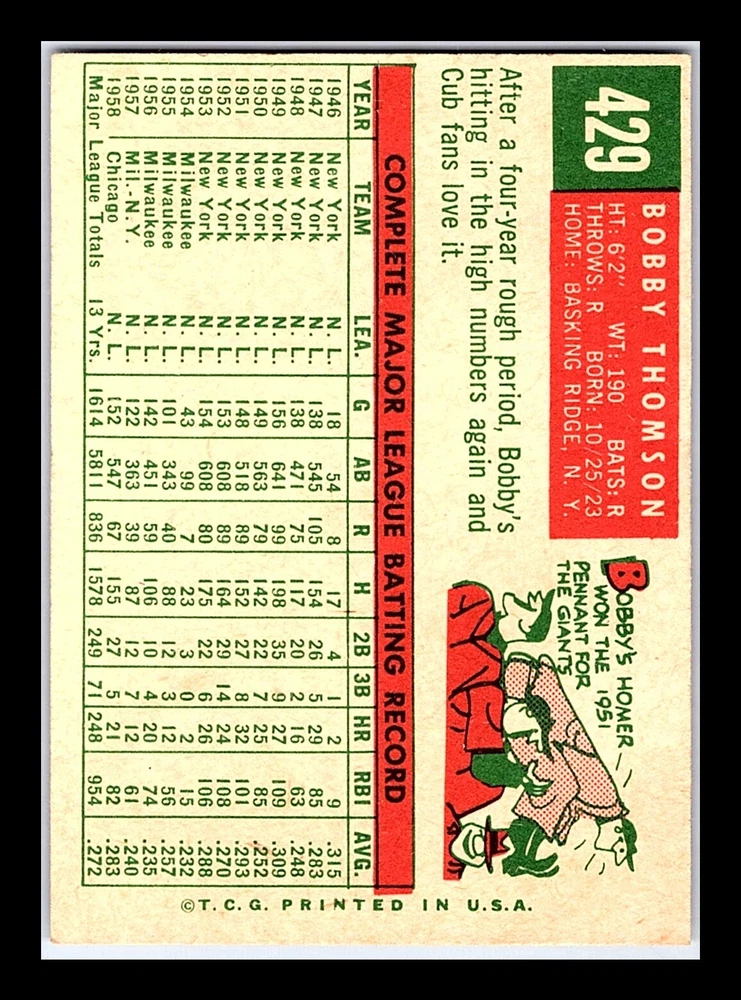 429
BOBBY THOMSON
HT: 6'2" WT: 190 BATS: R
THROWS: R BORN: 10/25/23
HOME: BASKING RIDGE, N. Y.
After a four-year rough period, Bobby's
hitting in the high numbers again and
Cub fans love it.
BOBBY'S HOMER
WON THE 1951
PENNANT FOR
THE GIANTS
COMPLETE MAJOR LEAGUE BATTING RECORD
YEAR TEAM LEA. G AB R H 2B 3B HR RBI AVG.
1946 New York N. L. 18 54 8 17 4 1 2 9 .315
1947 New York N. L. 138 545 105 154 26 5 29 85 .283
1948 New York N. L. 138 471 75 117 20 2 16 63 .248
1949 New York N. L. 156 641 99 198 35 9 27 109 .309
1950 New York N. L. 149 563 79 142 22 7 25 85 .252
1951 New York N. L. 148 518 89 152 27 8 32 101 .293
1952 New York N. L. 153 608 89 164 29 14 24 108 .270
1953 New York N. L. 154 608 80 175 22 6 26 106 .288
1954 Milwaukee N. L. 43 99 7 23 3 0 2 15 .232
1955 Milwaukee N. L. 101 343 40 88 12 3 12 56 .257
1956 Milwaukee N. L. 142 451 59 106 10 4 20 74 .235
1957 Mil.-N.Y. N. L. 122 363 39 87 12 7 12 61 .240
1958 Chicago N. L. 152 547 67 155 27 5 21 82 .283
Major League Totals 13 Yrs. 1614 5811 836 1578 249 71 248 954 .272
©T.C.G. PRINTED IN U.S.A.